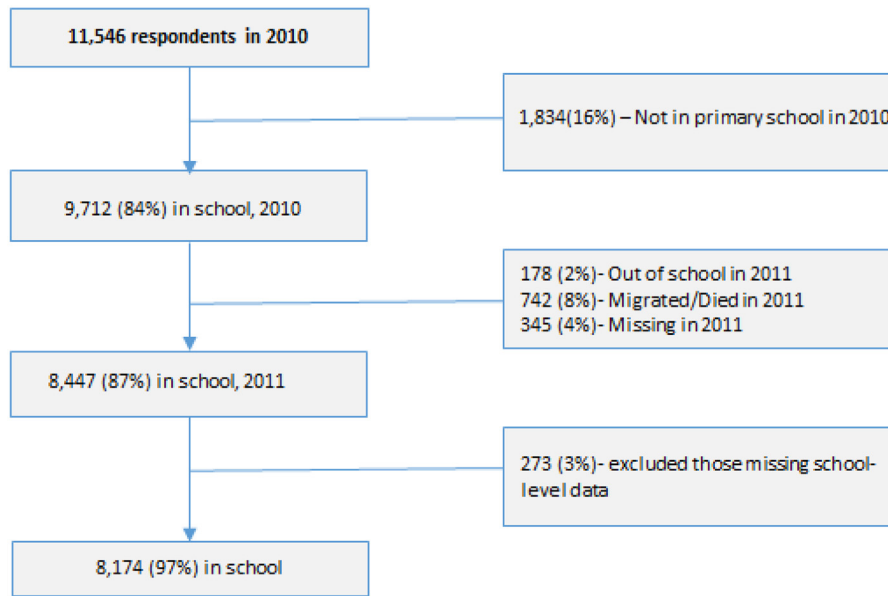 11,546 respondents in 2010
1,834(16%) – Not in primary school in 2010
9,712 (84%) in school, 2010
178 (2%)- Out of school in 2011
742 (8%)- Migrated/Died in 2011
345 (4%)- Missing in 2011
8,447 (87%) in school, 2011
273 (3%)- excluded those missing school-
level data
8,174 (97%) in school